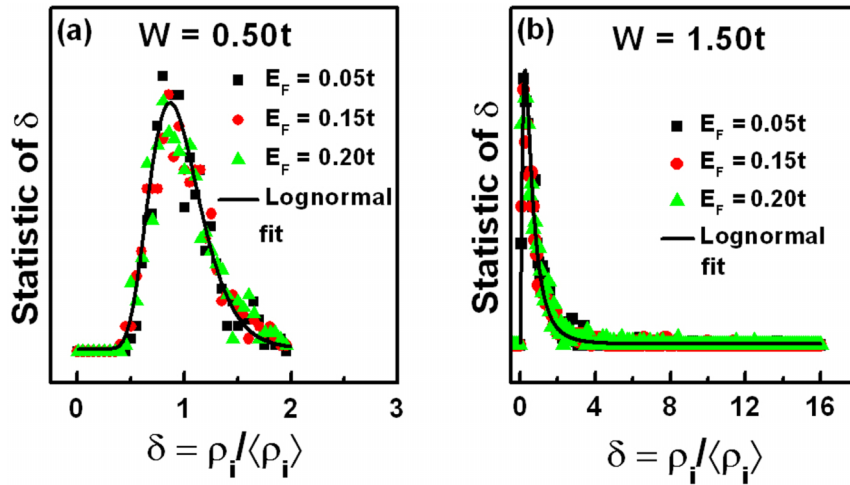 (a) W = 0.50t
E_F = 0.05t
E_F = 0.15t
E_F = 0.20t
Lognormal
fit
Statistic of δ
0 1 2 3
δ = ρ_i/⟨ρ_i⟩
(b) W = 1.50t
E_F = 0.05t
E_F = 0.15t
E_F = 0.20t
Lognormal
fit
Statistic of δ
0 4 8 12 16
δ = ρ_i/⟨ρ_i⟩